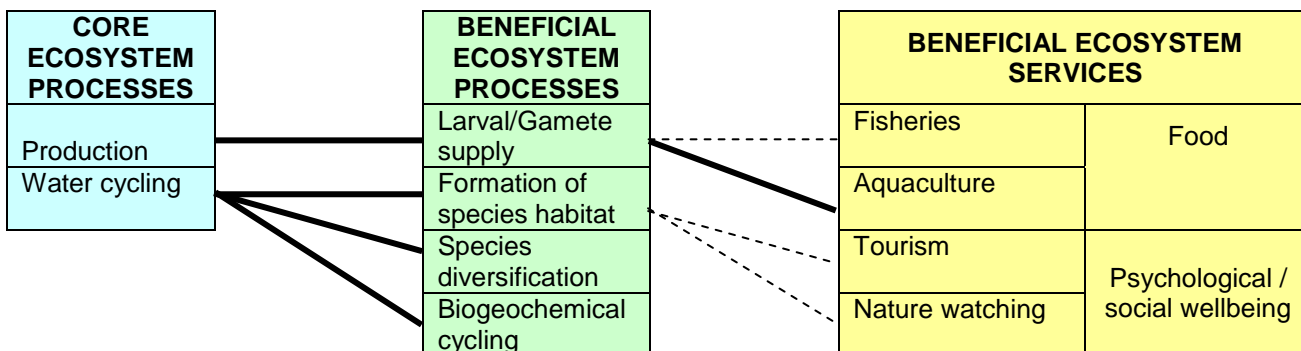 CORE
ECOSYSTEM
PROCESSES
Production
Water cycling
BENEFICIAL
ECOSYSTEM
PROCESSES
Larval/Gamete
supply
Formation of
species habitat
Species
diversification
Biogeochemical
cycling
BENEFICIAL ECOSYSTEM
SERVICES
Fisheries
Aquaculture
Tourism
Nature watching
Food
Psychological /
social wellbeing